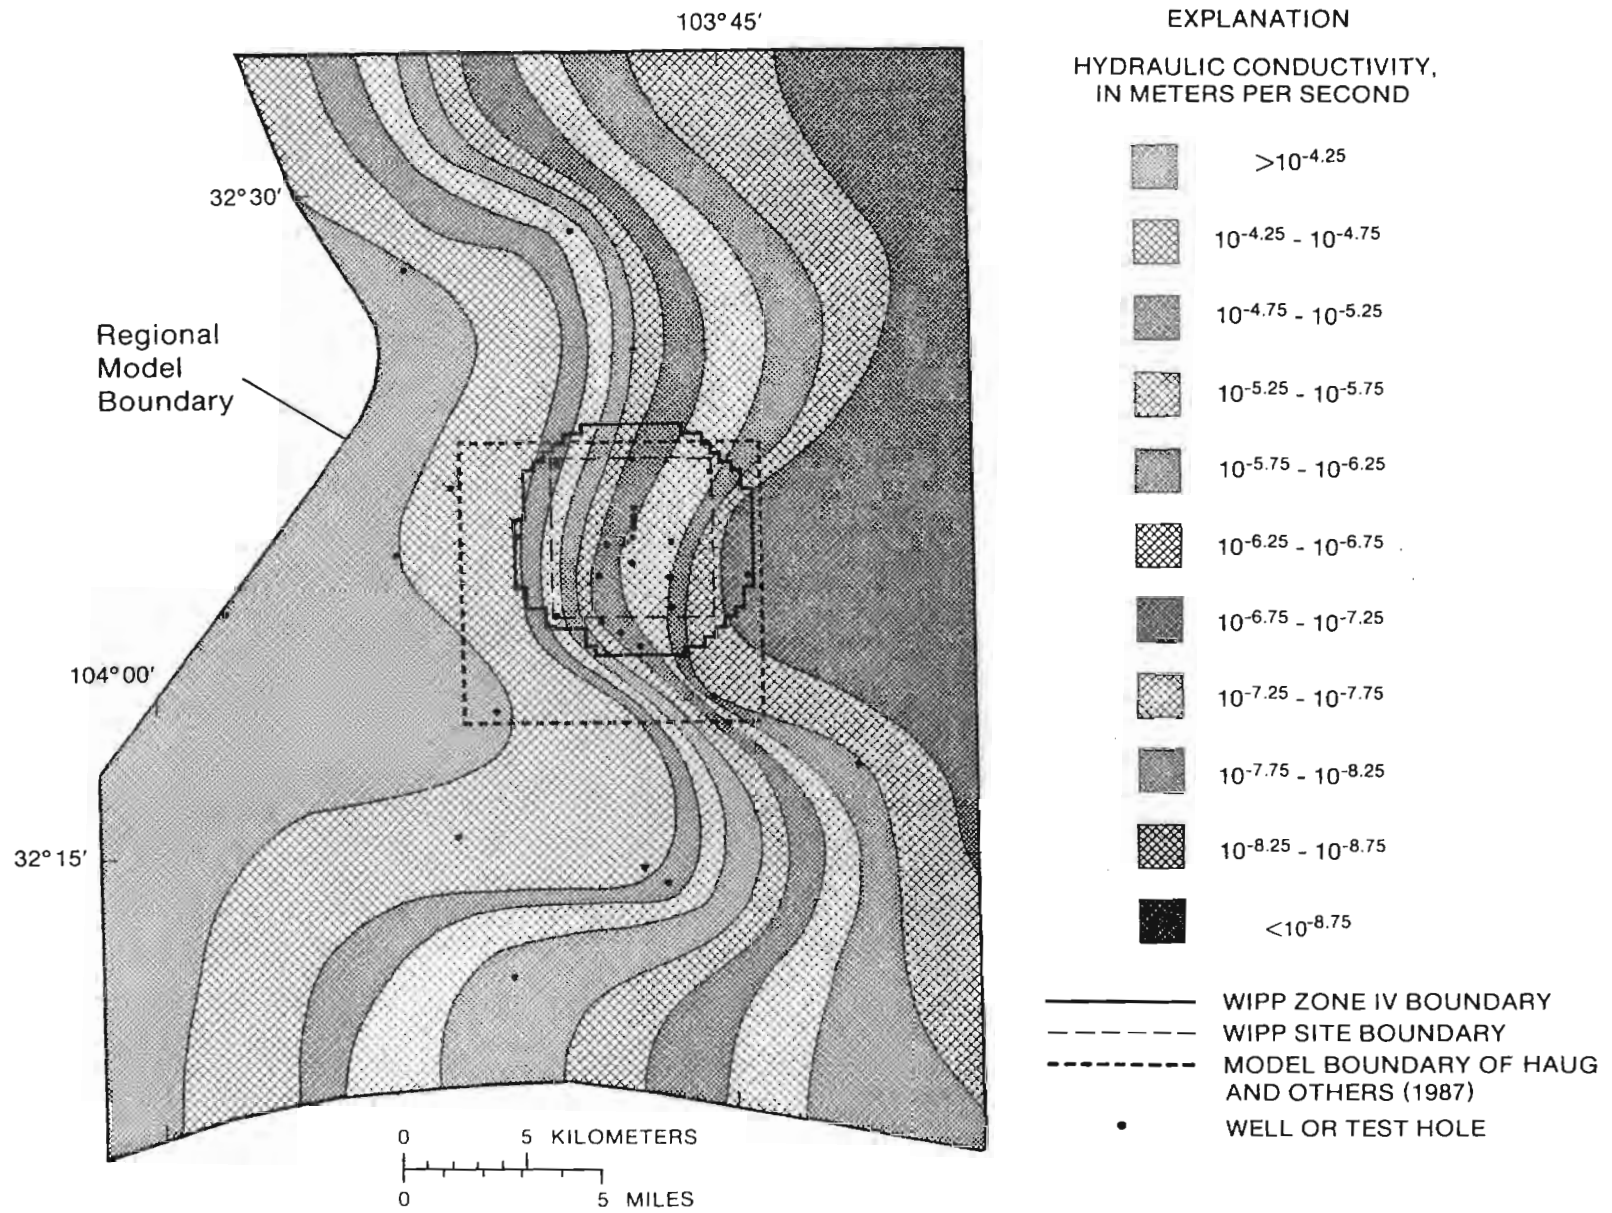 103°45′
32°30′
Regional
Model
Boundary
104°00′
32°15′
0 5 KILOMETERS
0 5 MILES
EXPLANATION
HYDRAULIC CONDUCTIVITY,
IN METERS PER SECOND
>10^-4.25
10^-4.25 - 10^-4.75
10^-4.75 - 10^-5.25
10^-5.25 - 10^-5.75
10^-5.75 - 10^-6.25
10^-6.25 - 10^-6.75
10^-6.75 - 10^-7.25
10^-7.25 - 10^-7.75
10^-7.75 - 10^-8.25
10^-8.25 - 10^-8.75
<10^-8.75
WIPP ZONE IV BOUNDARY
WIPP SITE BOUNDARY
MODEL BOUNDARY OF HAUG
AND OTHERS (1987)
WELL OR TEST HOLE